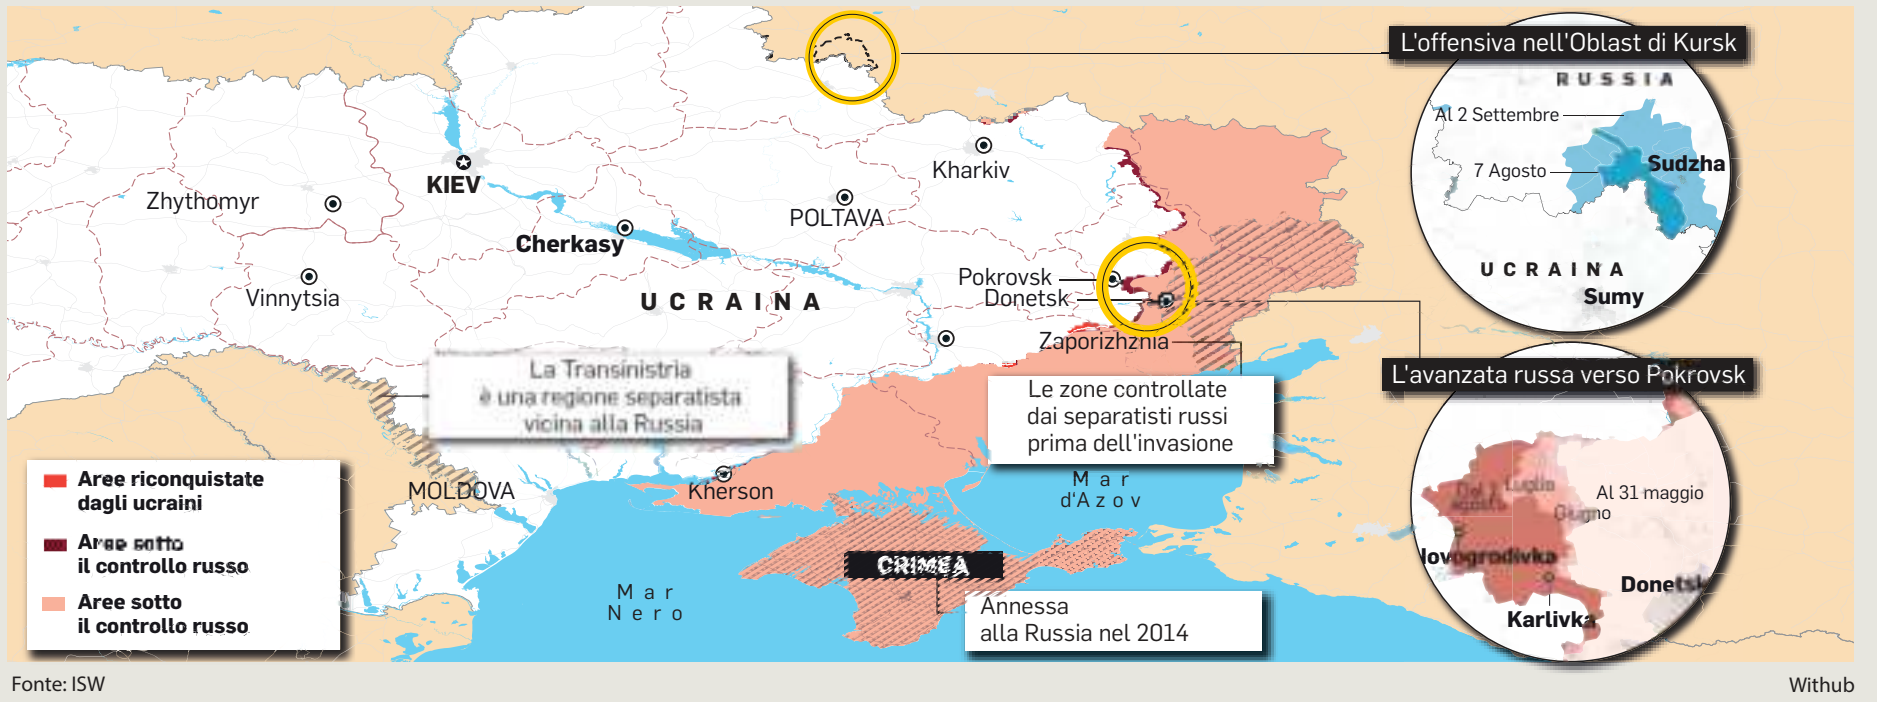 L'offensiva nell'Oblast di Kursk
RUSSIA
Al 2 Settembre
7 Agosto
Sudzha
UCRAINA
Sumy
KIEV
Zhythomyr
Vinnytsia
Cherkasy
POLTAVA
Kharkiv
UCRAINA
Pokrovsk
Donetsk
Zaporizhzhia
La Transinistria
è una regione separatista
vicina alla Russia
Le zone controllate
dai separatisti russi
prima dell'invasione
L'avanzata russa verso Pokrovsk
Dal 1
agosto
Luglio
Giugno
Al 31 maggio
Novogrodivka
Donetsk
Karlivka
MOLDOVA
Kherson
Mar
d'Azov
CRIMEA
Mar
Nero
Annessa
alla Russia nel 2014
Aree riconquistate
dagli ucraini
Aree sotto
il controllo russo
Aree sotto
il controllo russo
Fonte: ISW
Withub